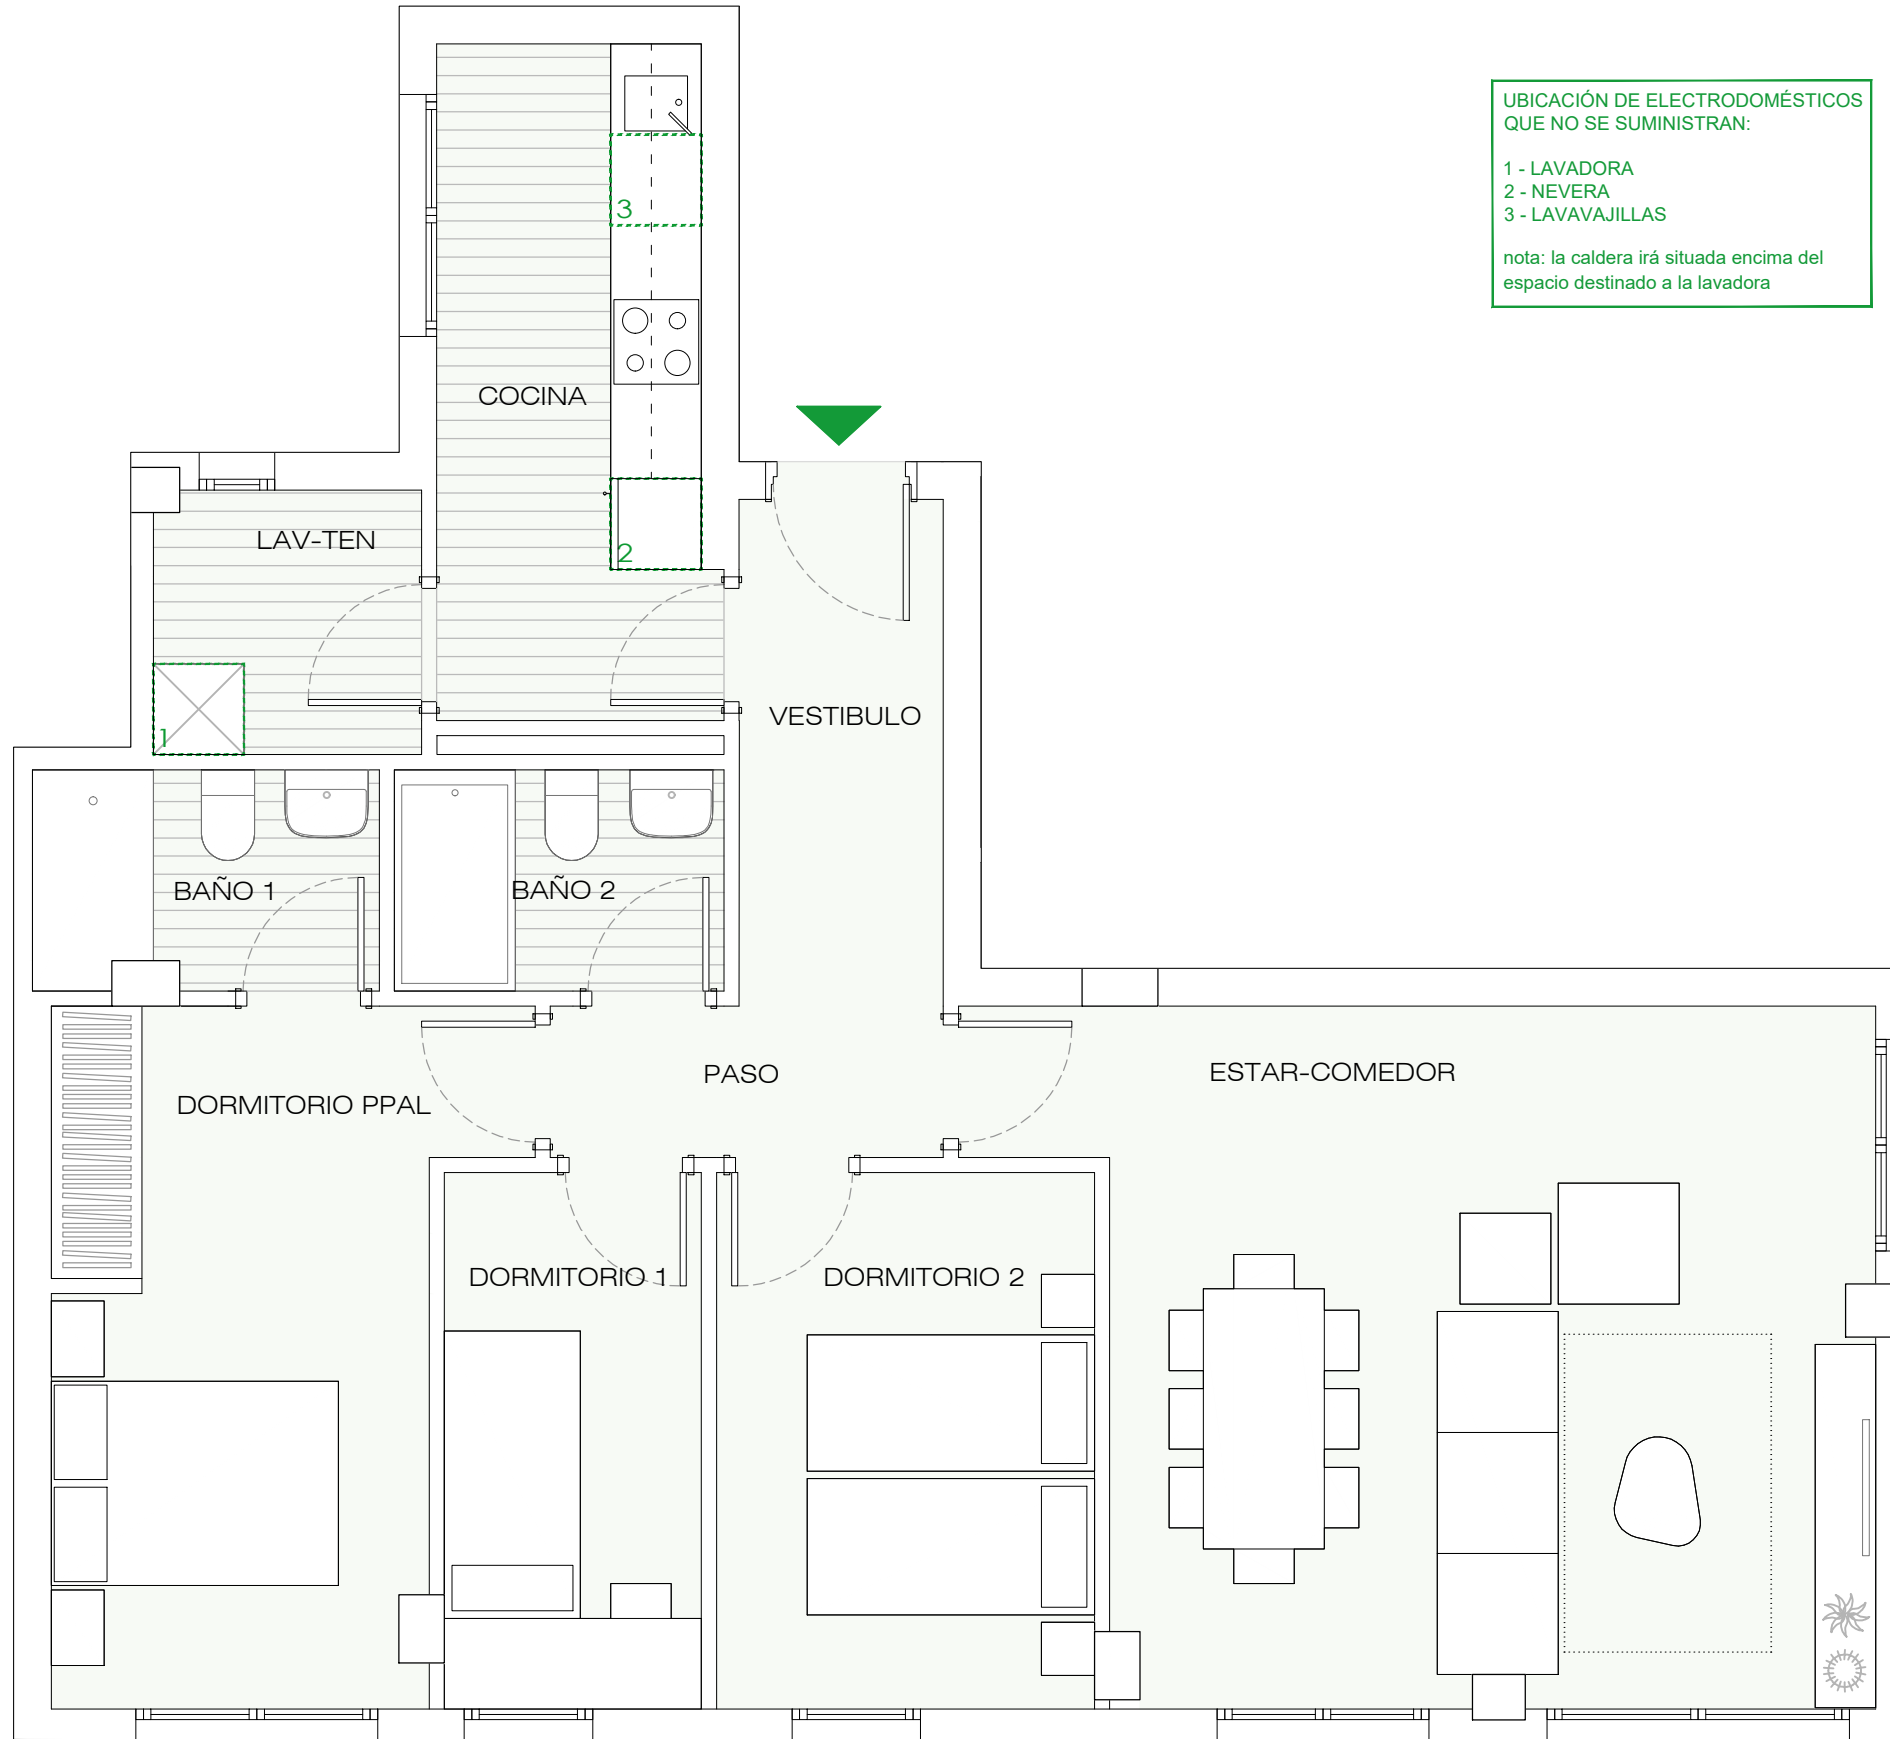 UBICACIÓN DE ELECTRODOMÉSTICOS
QUE NO SE SUMINISTRAN:
1 - LAVADORA
2 - NEVERA
3 - LAVAVAJILLAS
nota: la caldera irá situada encima del
espacio destinado a la lavadora
3
COCINA
LAV-TEN
2
VESTIBULO
1
BAÑO 1
BAÑO 2
PASO
ESTAR-COMEDOR
DORMITORIO PPAL
DORMITORIO 1
DORMITORIO 2